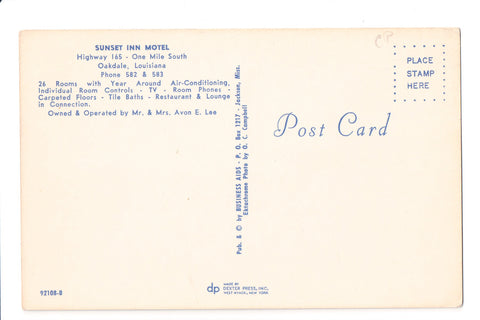 SUNSET INN MOTEL
Highway 165 - One Mile South
Oakdale, Louisiana
Phone 582 & 583
26 Rooms with Year Around Air-Conditioning,
Individual Room Controls - TV - Room Phones -
Carpeted Floors - Tile Baths - Restaurant & Lounge
in Connection.
Owned & Operated by Mr. & Mrs. Avon E. Lee
Pub. & © by BUSINESS AIDS - P. O. Box 1217 - Jackson, Miss.
Ektachrome Photo by O. C. Campbell
CP
PLACE
STAMP
HERE
Post Card
92108-B
dp
MADE BY
DEXTER PRESS, INC.
WEST NYACK, NEW YORK